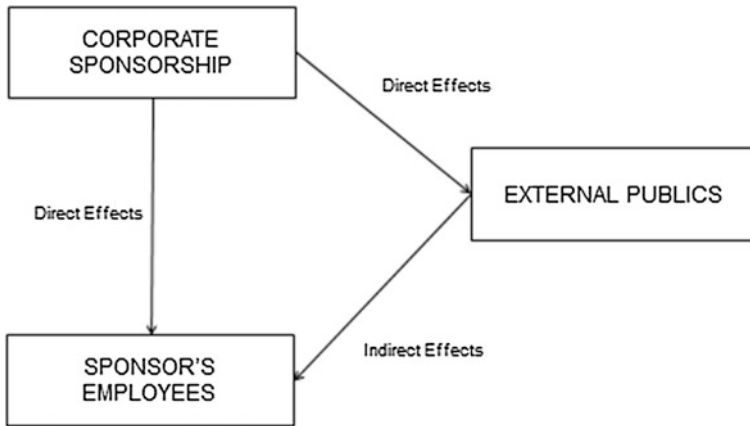 CORPORATE
SPONSORSHIP
Direct Effects
EXTERNAL PUBLICS
Direct Effects
Indirect Effects
SPONSOR'S
EMPLOYEES